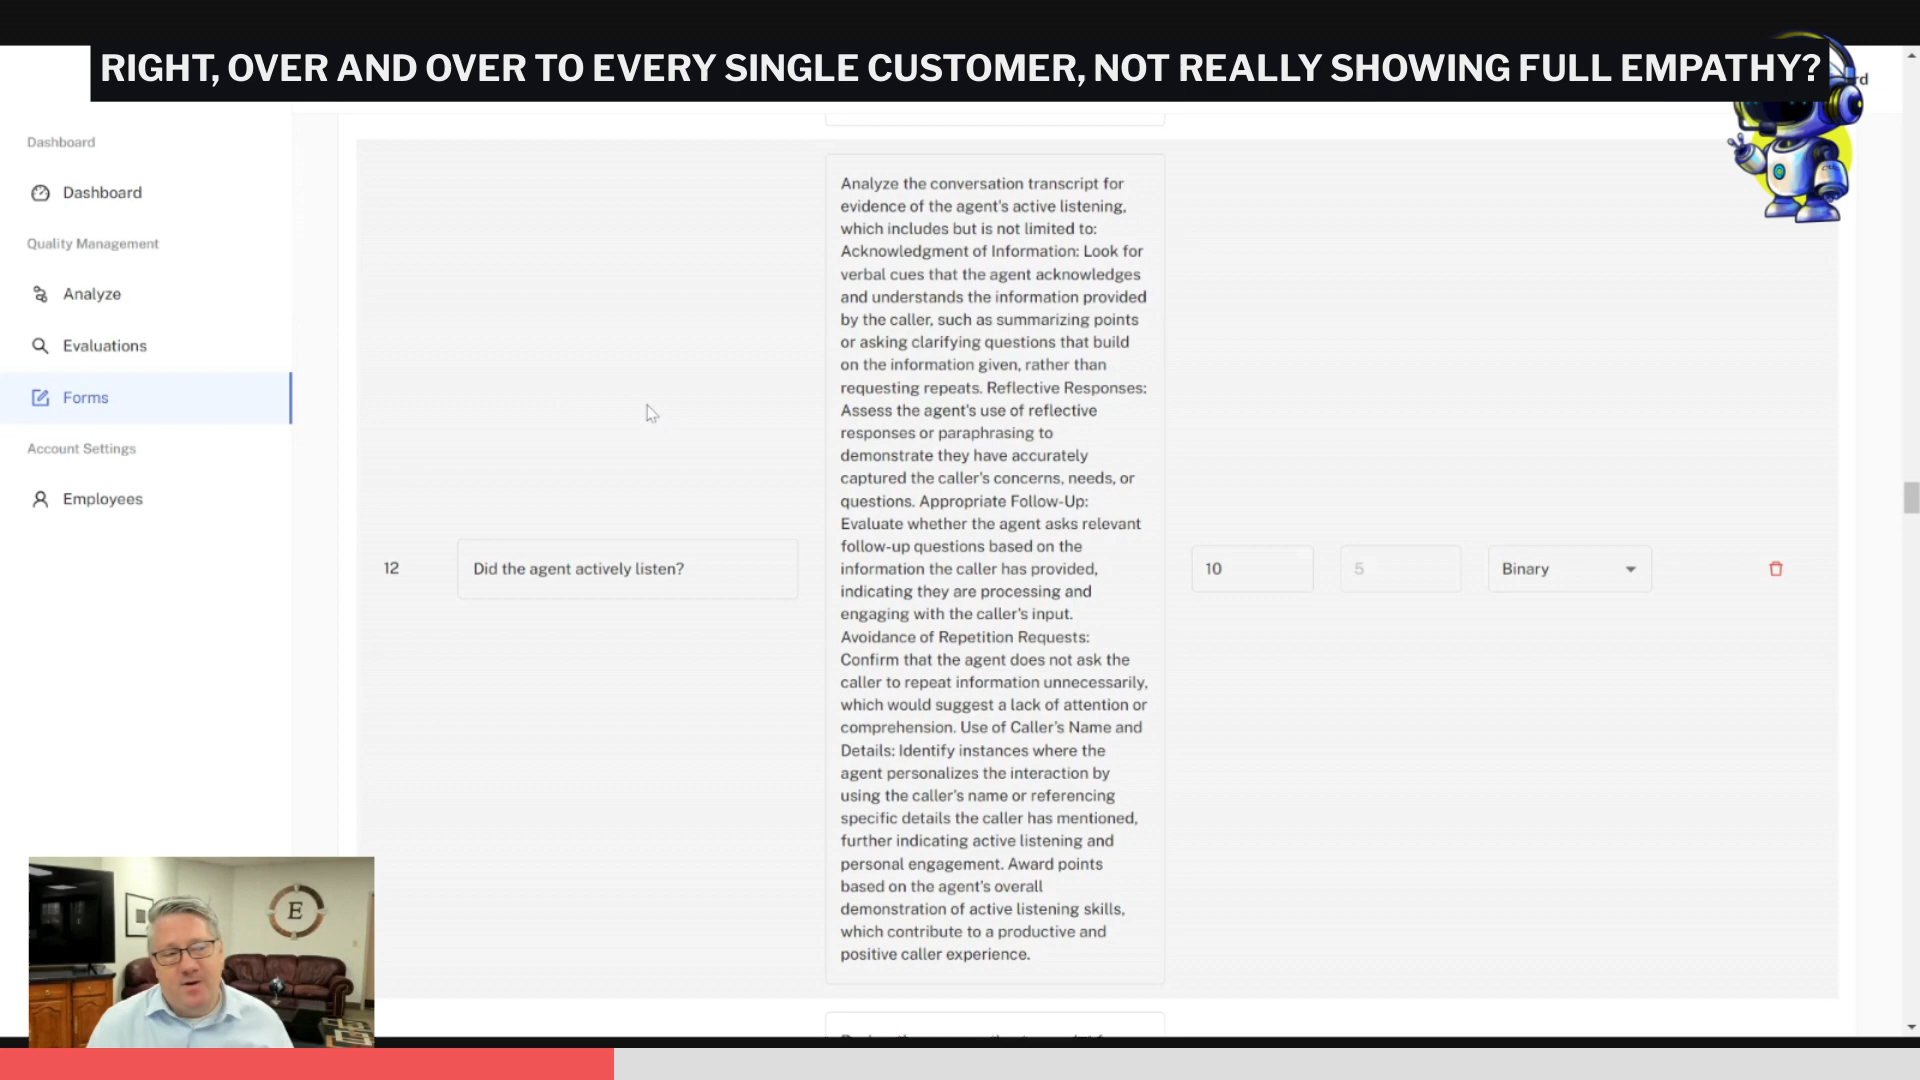 RIGHT, OVER AND OVER TO EVERY SINGLE CUSTOMER, NOT REALLY SHOWING FULL EMPATHY?
Dashboard
Dashboard
Quality Management
Analyze
Evaluations
Forms
Account Settings
Employees
12
Did the agent actively listen?
Analyze the conversation transcript for
evidence of the agent's active listening,
which includes but is not limited to:
Acknowledgment of Information: Look for
verbal cues that the agent acknowledges
and understands the information provided
by the caller, such as summarizing points
or asking clarifying questions that build
on the information given, rather than
requesting repeats. Reflective Responses:
Assess the agent's use of reflective
responses or paraphrasing to
demonstrate they have accurately
captured the caller's concerns, needs, or
questions. Appropriate Follow-Up:
Evaluate whether the agent asks relevant
follow-up questions based on the
information the caller has provided,
indicating they are processing and
engaging with the caller's input.
Avoidance of Repetition Requests:
Confirm that the agent does not ask the
caller to repeat information unnecessarily,
which would suggest a lack of attention or
comprehension. Use of Caller's Name and
Details: Identify instances where the
agent personalizes the interaction by
using the caller's name or referencing
specific details the caller has mentioned,
further indicating active listening and
personal engagement. Award points
based on the agent's overall
demonstration of active listening skills,
which contribute to a productive and
positive caller experience.
10
5
Binary
E